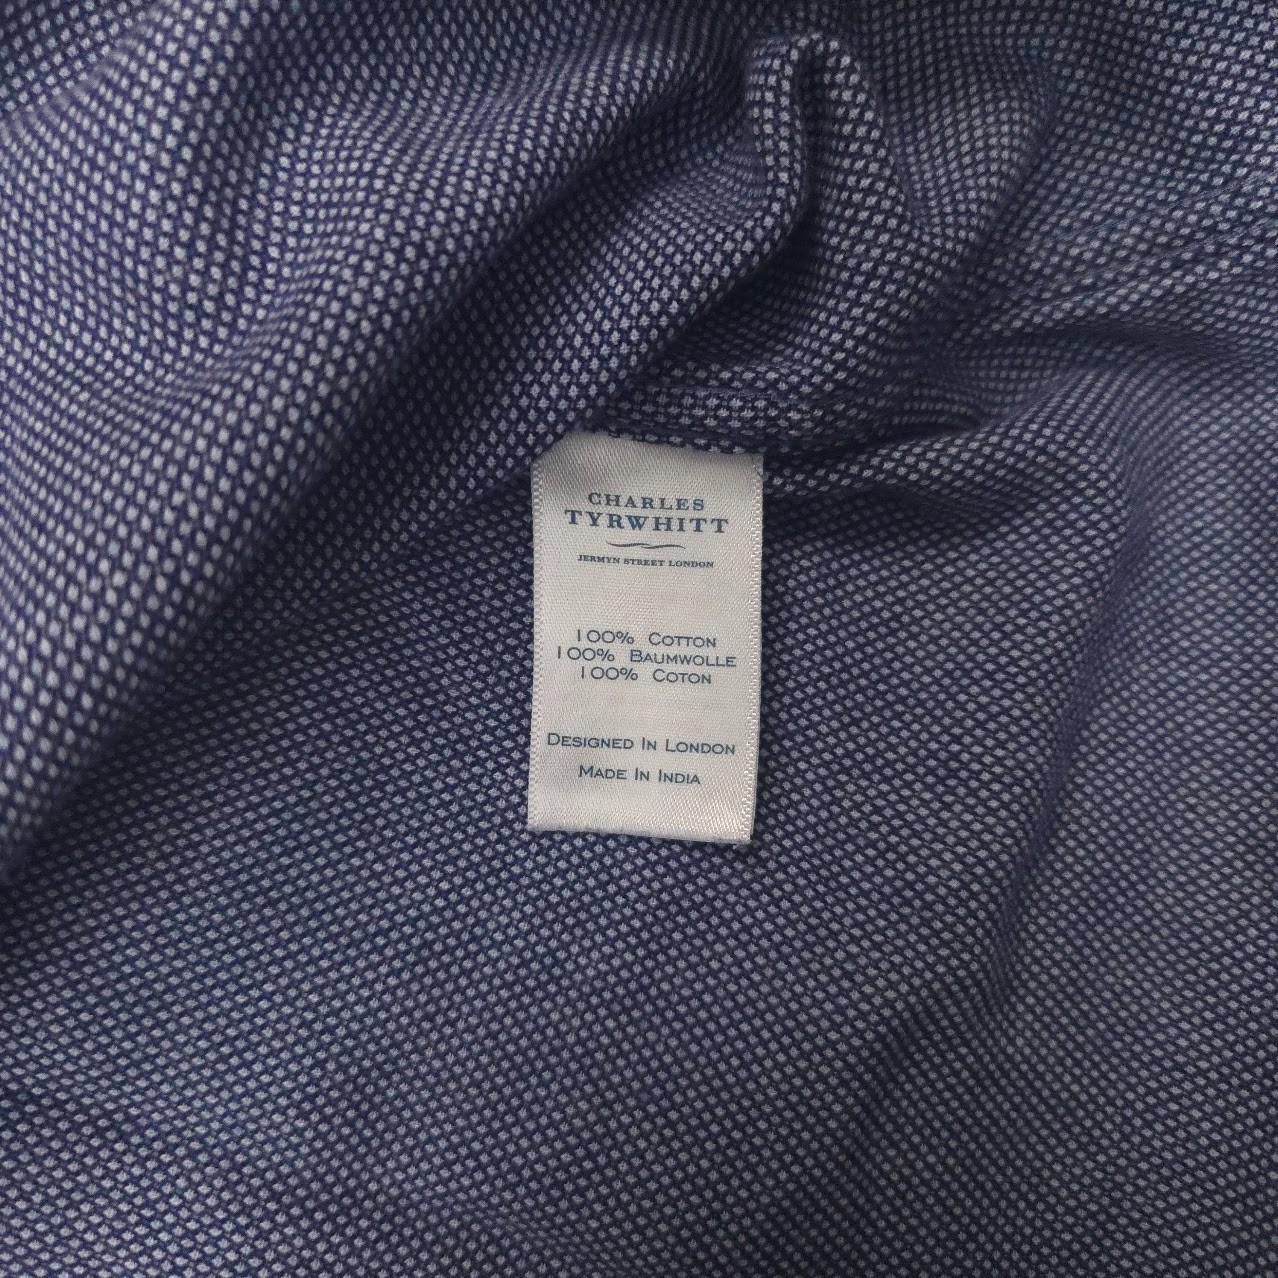 CHARLES
TYRWHITT
JERMYN STREET LONDON
100% COTTON
100% BAUMWOLLE
100% COTON
DESIGNED IN LONDON
MADE IN INDIA